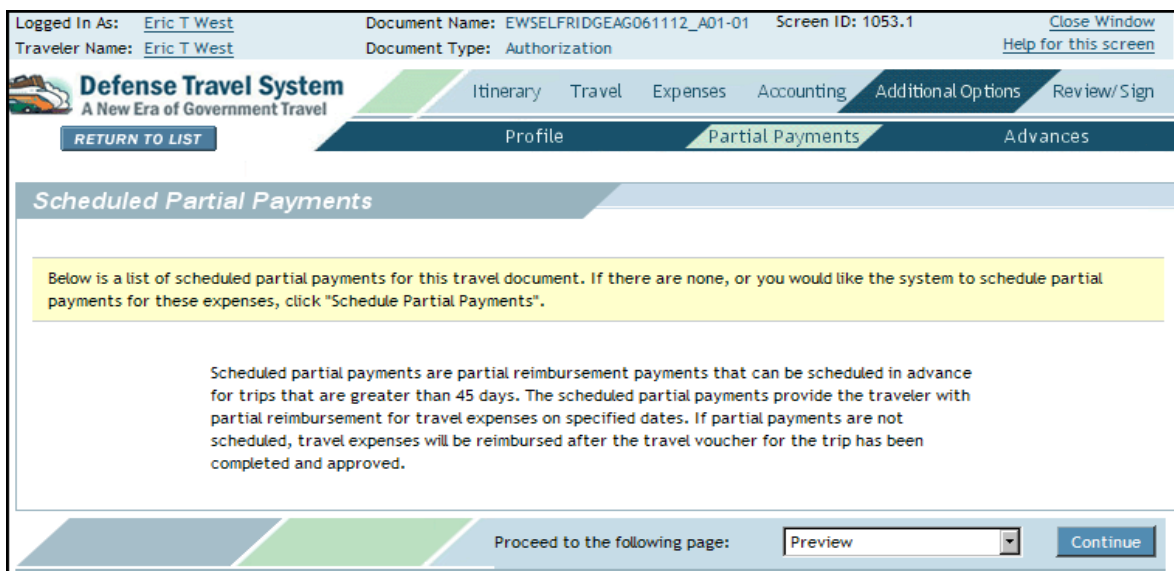 Logged In As: Eric T West Document Name: EWSELFRIDGEAG061112_A01-01 Screen ID: 1053.1 Close Window
Traveler Name: Eric T West Document Type: Authorization Help for this screen
Defense Travel System
A New Era of Government Travel
Itinerary Travel Expenses Accounting Additional Options Review/Sign
RETURN TO LIST
Profile Partial Payments Advances
Scheduled Partial Payments
Below is a list of scheduled partial payments for this travel document. If there are none, or you would like the system to schedule partial
payments for these expenses, click "Schedule Partial Payments".
Scheduled partial payments are partial reimbursement payments that can be scheduled in advance
for trips that are greater than 45 days. The scheduled partial payments provide the traveler with
partial reimbursement for travel expenses on specified dates. If partial payments are not
scheduled, travel expenses will be reimbursed after the travel voucher for the trip has been
completed and approved.
Proceed to the following page: Preview Continue